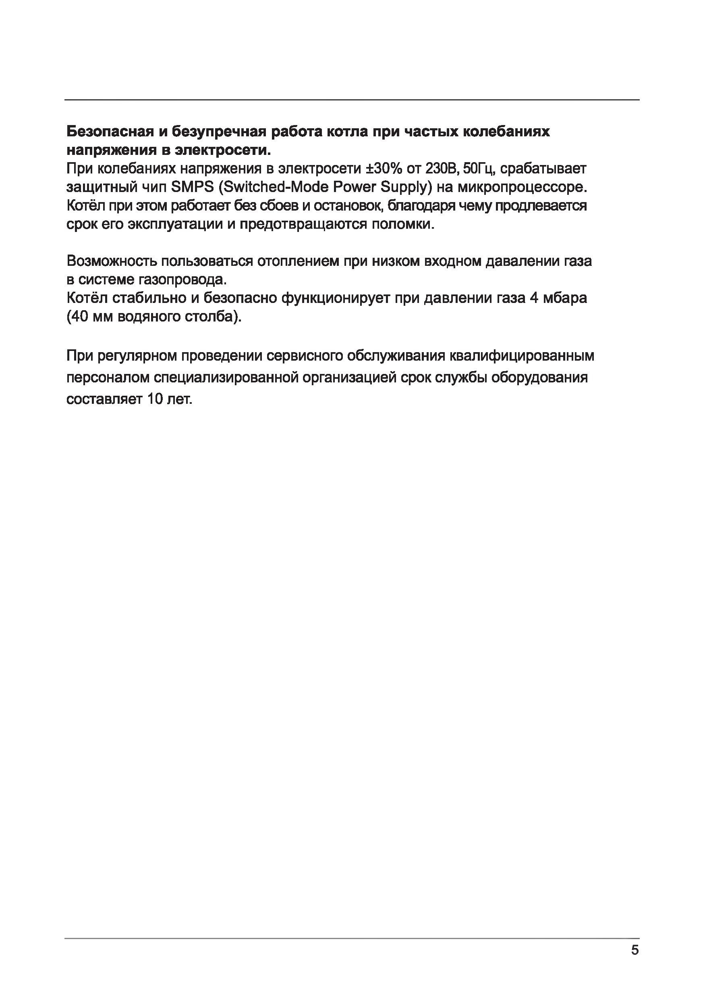 Безопасная и безупречная работа котла при частых колебаниях
напряжения в электросети.
При колебаниях напряжения в электросети ±30% от 230В, 50Гц, срабатывает
защитный чип SMPS (Switched-Mode Power Supply) на микропроцессоре.
Котёл при этом работает без сбоев и остановок, благодаря чему продлевается
срок его эксплуатации и предотвращаются поломки.
Возможность пользоваться отоплением при низком входном давалении газа
в системе газопровода.
Котёл стабильно и безопасно функционирует при давлении газа 4 мбара
(40 мм водяного столба).
При регулярном проведении сервисного обслуживания квалифицированным
персоналом специализированной организацией срок службы оборудования
составляет 10 лет.
5